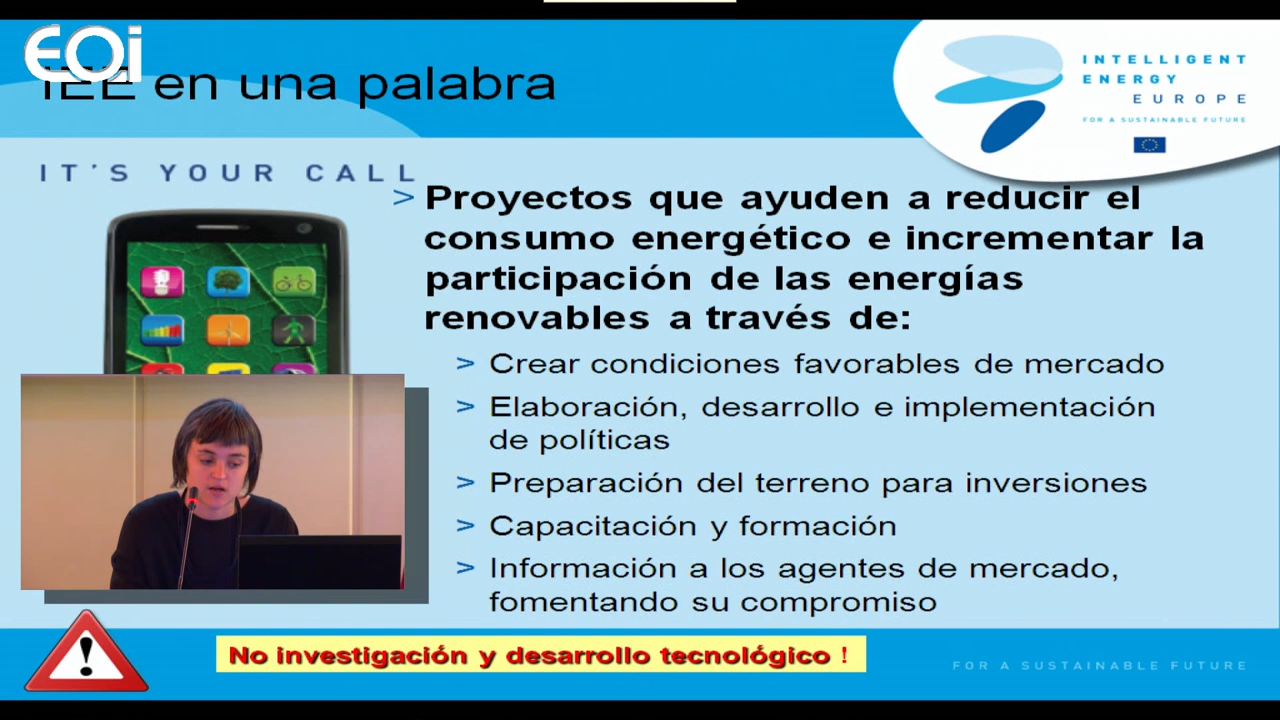 EOi
IEE en una palabra
INTELLIGENT
ENERGY
EUROPE
FOR A SUSTAINABLE FUTURE
IT'S YOUR CALL
> Proyectos que ayuden a reducir el
consumo energético e incrementar la
participación de las energías
renovables a través de:
> Crear condiciones favorables de mercado
> Elaboración, desarrollo e implementación
de políticas
> Preparación del terreno para inversiones
> Capacitación y formación
> Información a los agentes de mercado,
fomentando su compromiso
!
No investigación y desarrollo tecnológico !
FOR A SUSTAINABLE FUTURE